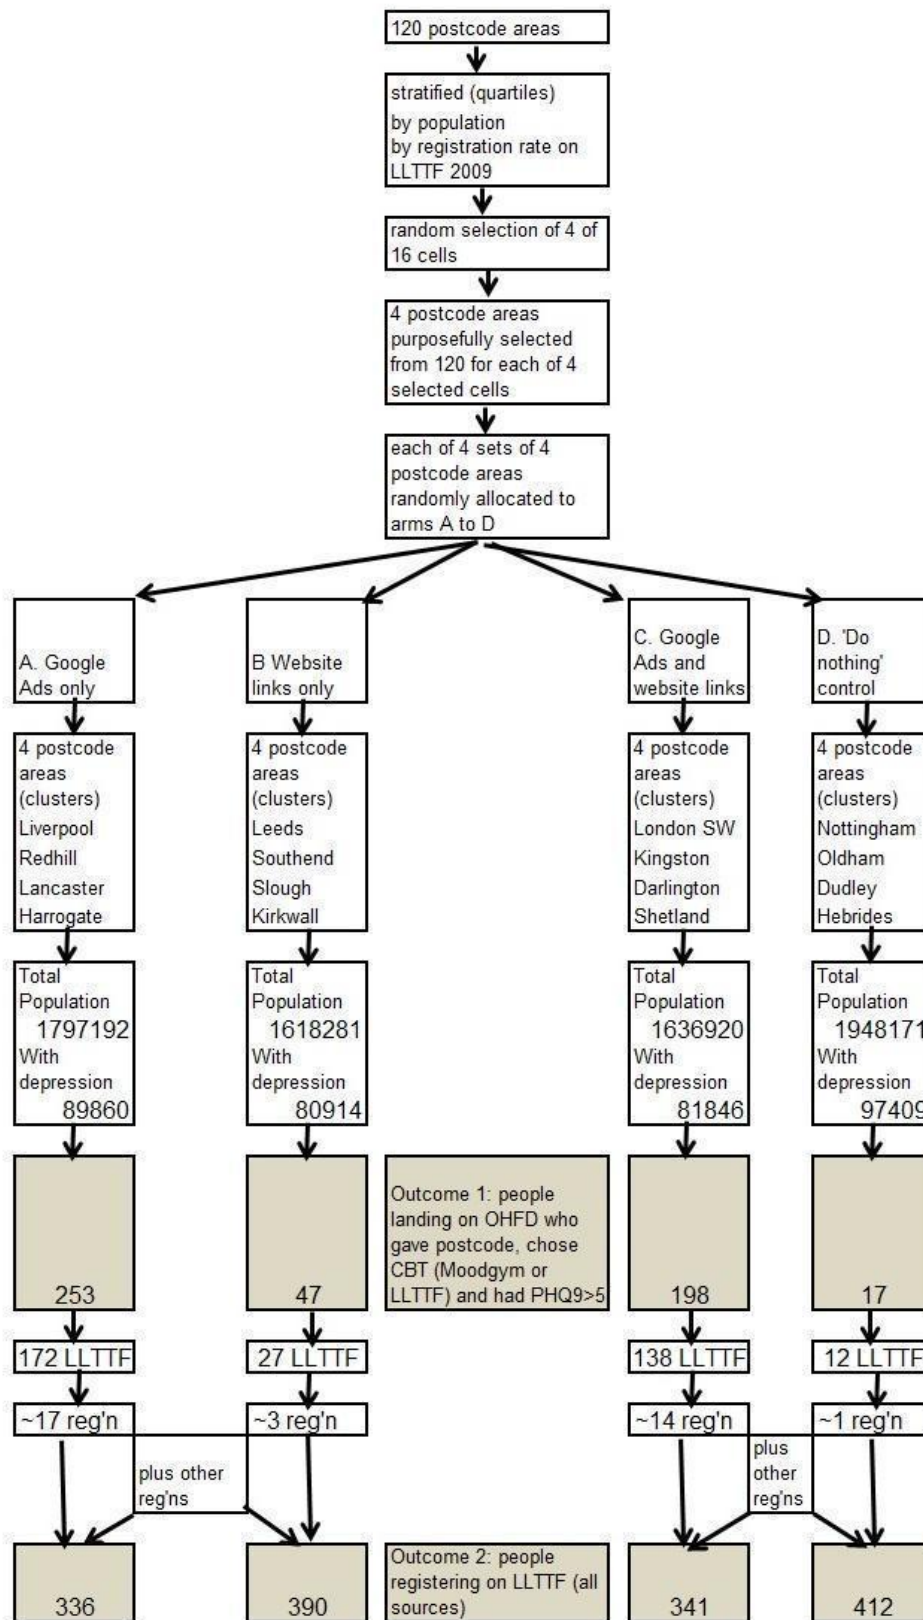 120 postcode areas
stratified (quartiles)
by population
by registration rate on
LLTTF 2009
random selection of 4 of
16 cells
4 postcode areas
purposefully selected
from 120 for each of 4
selected cells
each of 4 sets of 4
postcode areas
randomly allocated to
arms A to D
A. Google
Ads only
B Website
links only
C. Google
Ads and
website links
D. 'Do
nothing'
control
4 postcode
areas
(clusters)
Liverpool
Redhill
Lancaster
Harrogate
4 postcode
areas
(clusters)
Leeds
Southend
Slough
Kirkwall
4 postcode
areas
(clusters)
London SW
Kingston
Darlington
Shetland
4 postcode
areas
(clusters)
Nottingham
Oldham
Dudley
Hebrides
Total
Population
1797192
With
depression
89860
Total
Population
1618281
With
depression
80914
Total
Population
1636920
With
depression
81846
Total
Population
1948171
With
depression
97409
253
47
Outcome 1: people
landing on OHFD who
gave postcode, chose
CBT (Moodgym or
LLTTF) and had PHQ9>5
198
17
172 LLTTF
27 LLTTF
138 LLTTF
12 LLTTF
~17 reg'n
~3 reg'n
~14 reg'n
~1 reg'n
plus other
reg'ns
plus
other
reg'ns
336
390
Outcome 2: people
registering on LLTTF (all
sources)
341
412